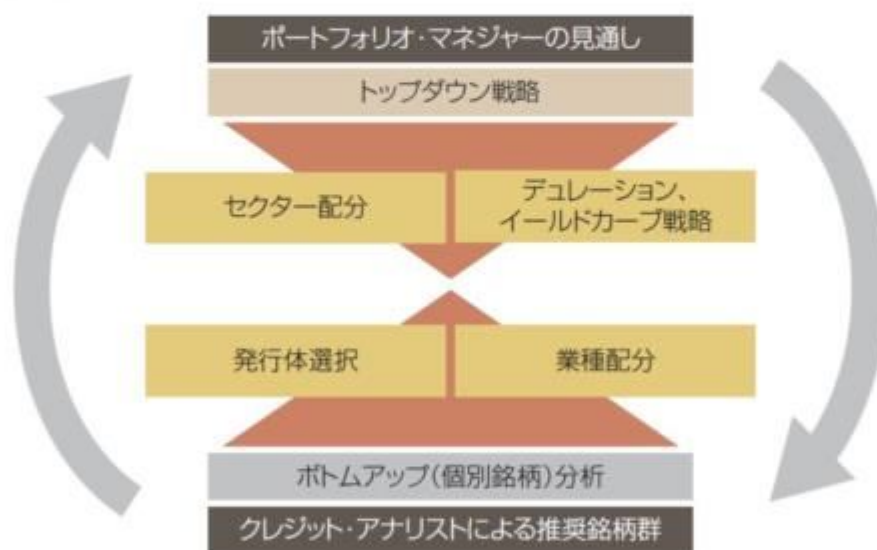 ポートフォリオ・マネジャーの見通し
トップダウン戦略
セクター配分
デュレーション、
イールドカーブ戦略
発行体選択
業種配分
ボトムアップ(個別銘柄)分析
クレジット・アナリストによる推奨銘柄群